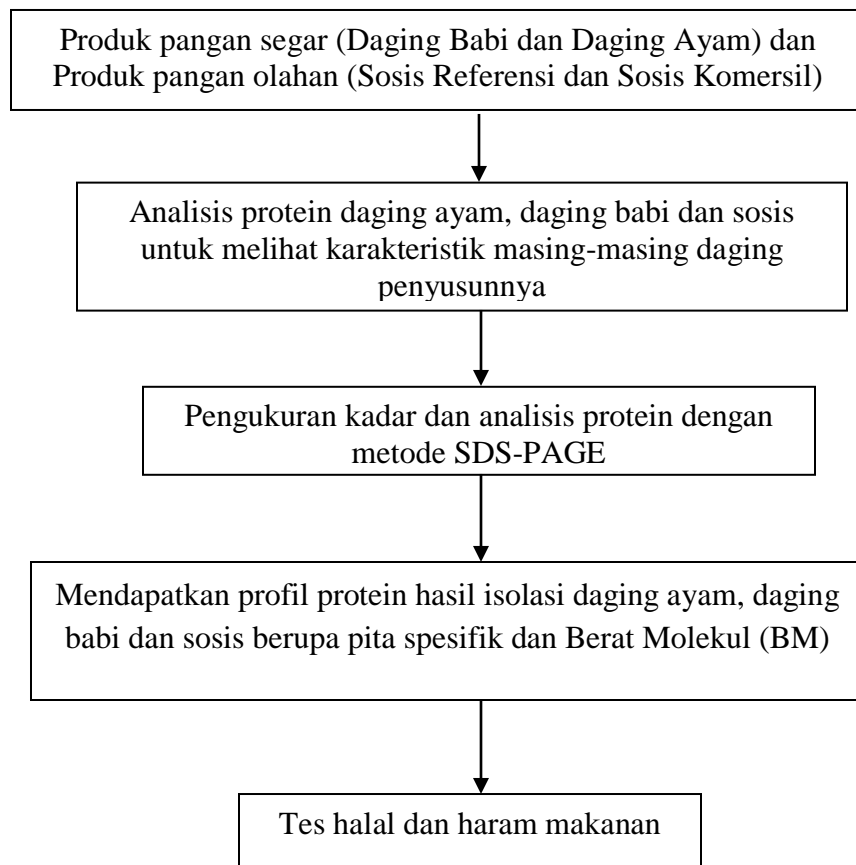 Produk pangan segar (Daging Babi dan Daging Ayam) dan
Produk pangan olahan (Sosis Referensi dan Sosis Komersil)
Analisis protein daging ayam, daging babi dan sosis
untuk melihat karakteristik masing-masing daging
penyusunnya
Pengukuran kadar dan analisis protein dengan
metode SDS-PAGE
Mendapatkan profil protein hasil isolasi daging ayam, daging
babi dan sosis berupa pita spesifik dan Berat Molekul (BM)
Tes halal dan haram makanan